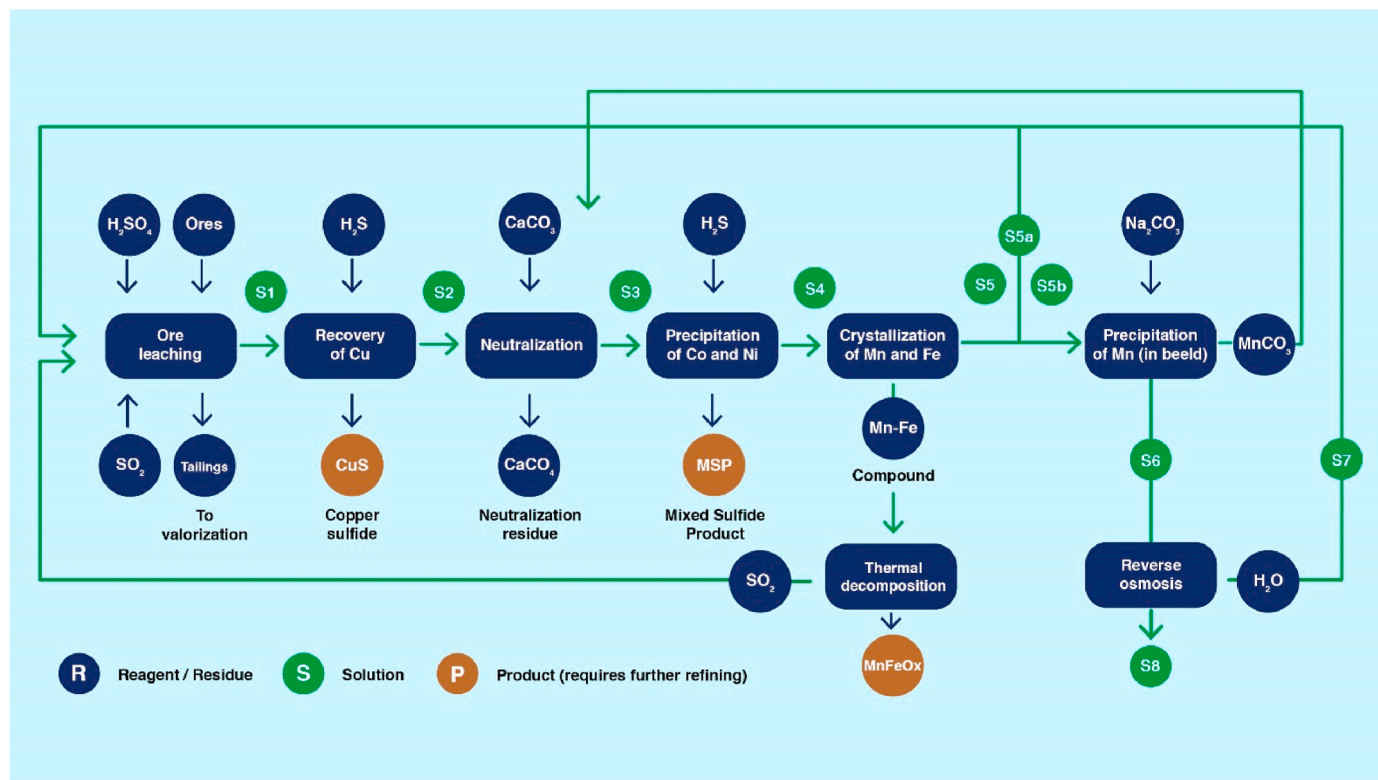 H₂SO₄
Ores
H₂S
CaCO₃
H₂S
S5a
Na₂CO₃
S1
S2
S3
S4
S5
S5b
Ore
leaching
Recovery
of Cu
Neutralization
Precipitation
of Co and Ni
Crystallization
of Mn and Fe
Precipitation
of Mn (in beeld)
MnCO₃
SO₂
Tailings
CuS
CaCO₄
MSP
Mn-Fe
S6
S7
To
valorization
Copper
sulfide
Neutralization
residue
Mixed Sulfide
Product
Compound
SO₂
Thermal
decomposition
Reverse
osmosis
H₂O
MnFeOx
S8
R
Reagent / Residue
S
Solution
P
Product (requires further refining)